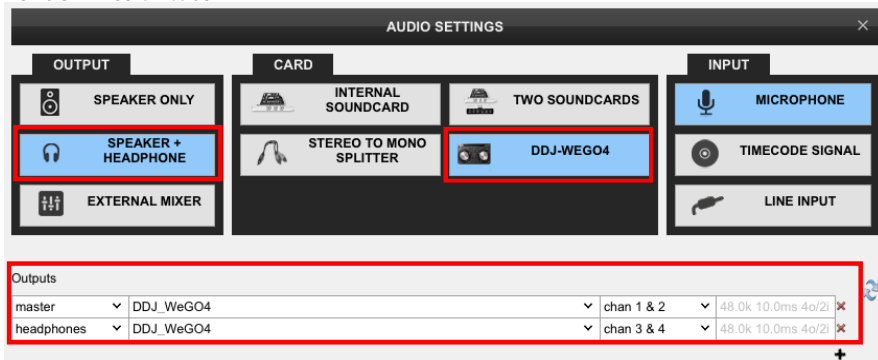 AUDIO SETTINGS
OUTPUT
CARD
INPUT
SPEAKER ONLY
INTERNAL
SOUNDCARD
TWO SOUNDCARDS
MICROPHONE
SPEAKER +
HEADPHONE
STEREO TO MONO
SPLITTER
DDJ-WEGO4
TIMECODE SIGNAL
EXTERNAL MIXER
LINE INPUT
Outputs
master DDJ_WeGO4 chan 1 & 2 48.0k 10.0ms 4o/2i
headphones DDJ_WeGO4 chan 3 & 4 48.0k 10.0ms 4o/2i